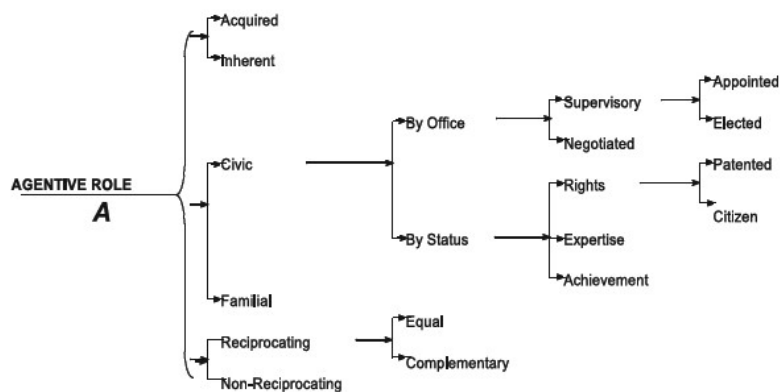 Acquired
Inherent
Appointed
Supervisory
By Office
Elected
Negotiated
Civic
Patented
AGENTIVE ROLE
Rights
A
Citizen
By Status
Expertise
Achievement
Familial
Equal
Reciprocating
Complementary
Non-Reciprocating